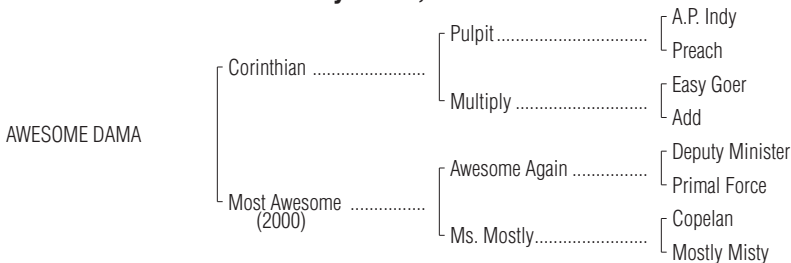 A.P. Indy
Pulpit
Preach
Corinthian
Easy Goer
Multiply
Add
AWESOME DAMA
Deputy Minister
Awesome Again
Primal Force
Most Awesome
(2000)
Copelan
Ms. Mostly
Mostly Misty